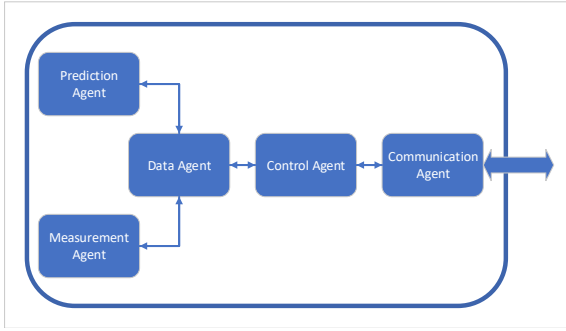 Prediction
Agent
Data Agent
Control Agent
Communication
Agent
Measurement
Agent